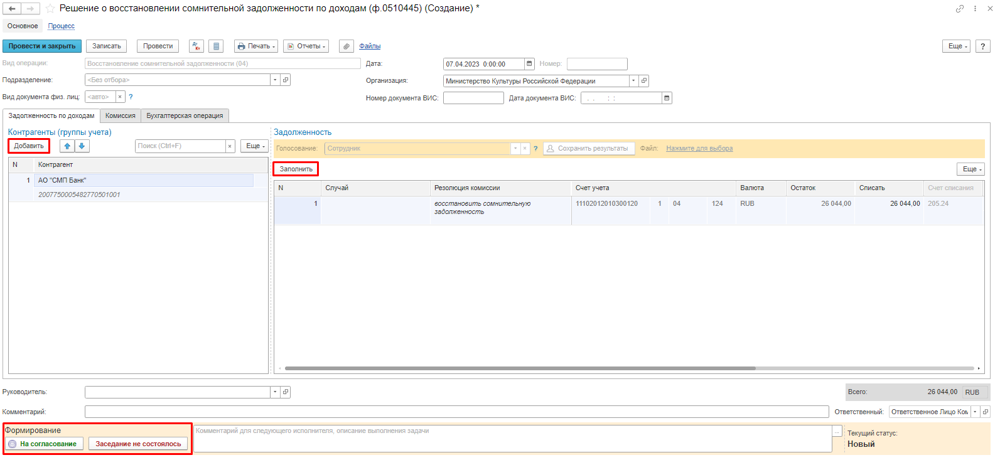 Решение о восстановлении сомнительной задолженности по доходам (ф.0510445) (Создание) *
Основное Процесс
Провести и закрыть Записать Провести Дт Кт Печать Отчеты Файлы Еще ?
Вид операции: Восстановление сомнительной задолженности (04) Дата: 07.04.2023 0:00:00 Номер:
Подразделение: <Без отбора> Организация: Министерство Культуры Российской Федерации
Вид документа физ. лиц: <авто> × ? Номер документа ВИС: Дата документа ВИС: . . : :
Задолженность по доходам Комиссия Бухгалтерская операция
Контрагенты (группы учета) Задолженность
Добавить Поиск (Ctrl+F) × Еще Голосование: Сотрудник × ? Сохранить результаты Файл: Нажмите для выбора
Заполнить Еще
N Контрагент
N Случай Резолюция комиссии Счет учета Валюта Остаток Списать Счет списания
1 АО "СМП Банк"
2007750005482770501001
1 восстановить сомнительную задолженность 11102012010300120 1 04 124 RUB 26 044,00 26 044,00 205.24
Руководитель: Всего: 26 044,00 RUB
Комментарий: Ответственный: Ответственное Лицо Ком
Формирование
На согласование Заседание не состоялось
Комментарий для следующего исполнителя, описание выполнения задачи ...
Текущий статус:
Новый